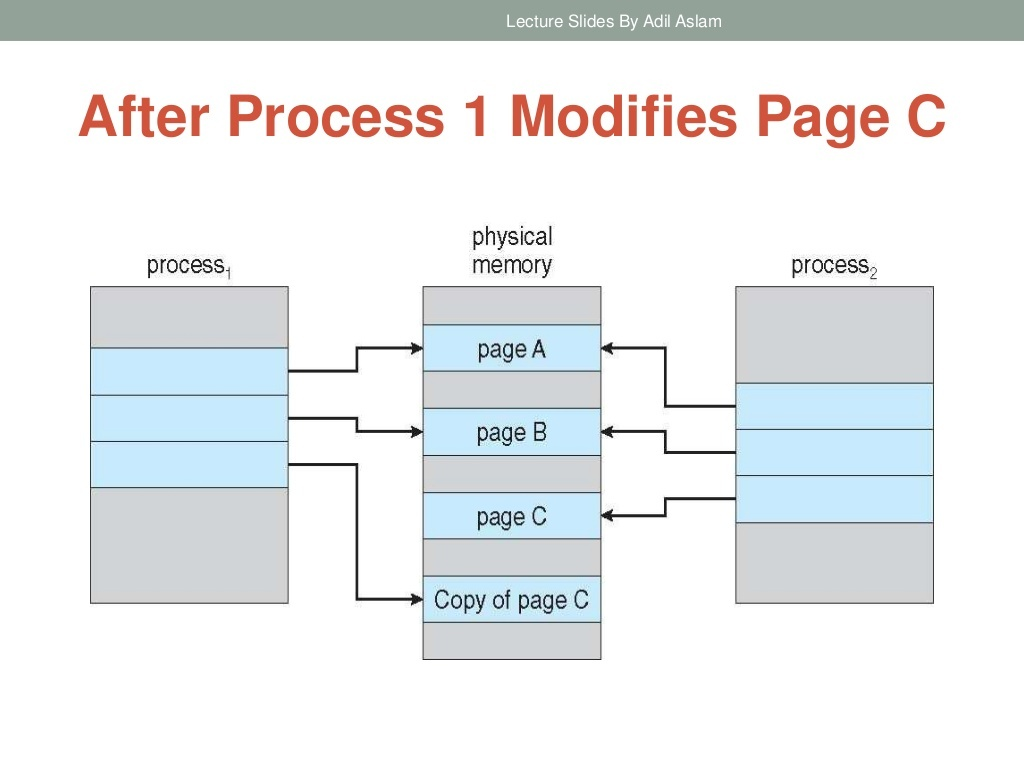 Lecture Slides By Adil Aslam
After Process 1 Modifies Page C
physical
memory
process1
process2
page A
page B
page C
Copy of page C